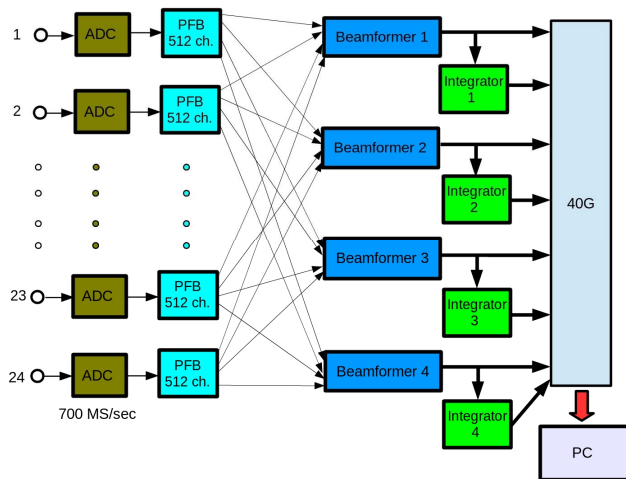 1
ADC
PFB
512 ch.
Beamformer 1
Integrator
1
2
ADC
PFB
512 ch.
Beamformer 2
Integrator
2
40G
23
ADC
PFB
512 ch.
Beamformer 3
Integrator
3
24
ADC
PFB
512 ch.
Beamformer 4
Integrator
4
700 MS/sec
PC